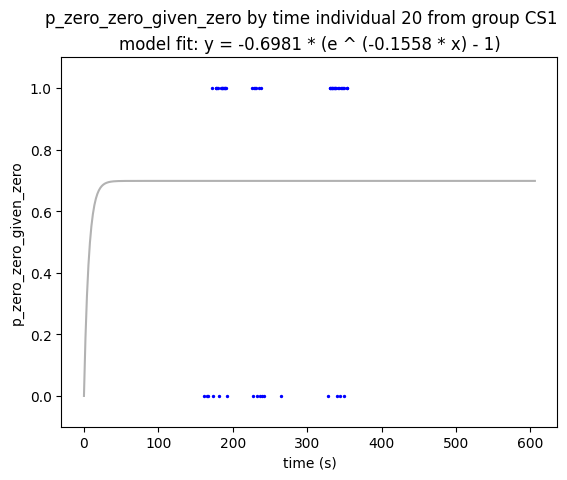 p_zero_zero_given_zero by time individual 20 from group CS1
model fit: y = -0.6981 * (e ^ (-0.1558 * x) - 1)
1.0
0.8
0.6
0.4
0.2
0.0
p_zero_zero_given_zero
0 100 200 300 400 500 600
time (s)